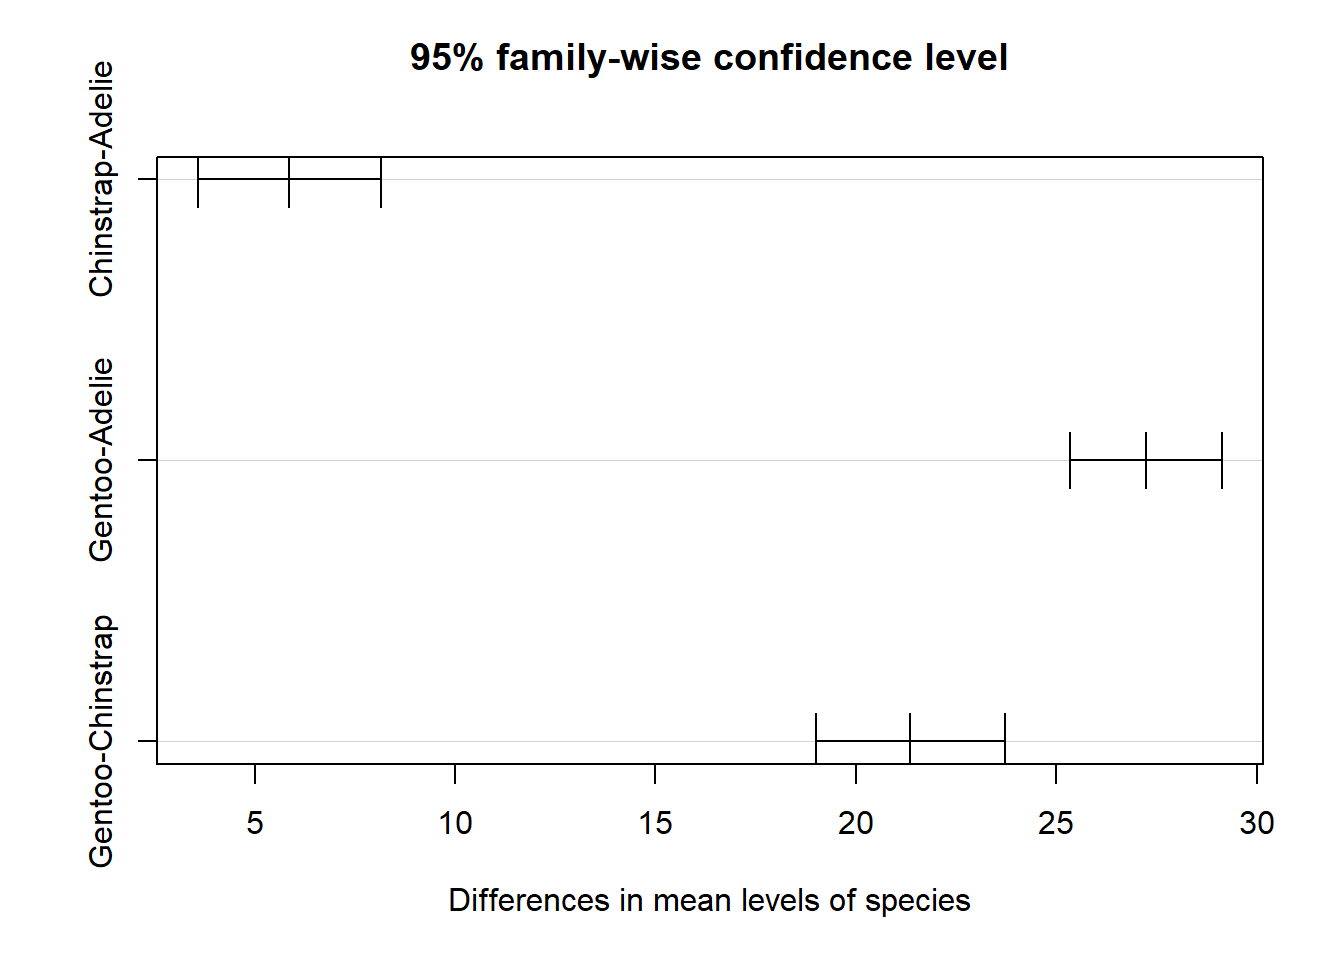 95% family-wise confidence level
Chinstrap-Adelie
Gentoo-Adelie
Gentoo-Chinstrap
5 10 15 20 25 30
Differences in mean levels of species